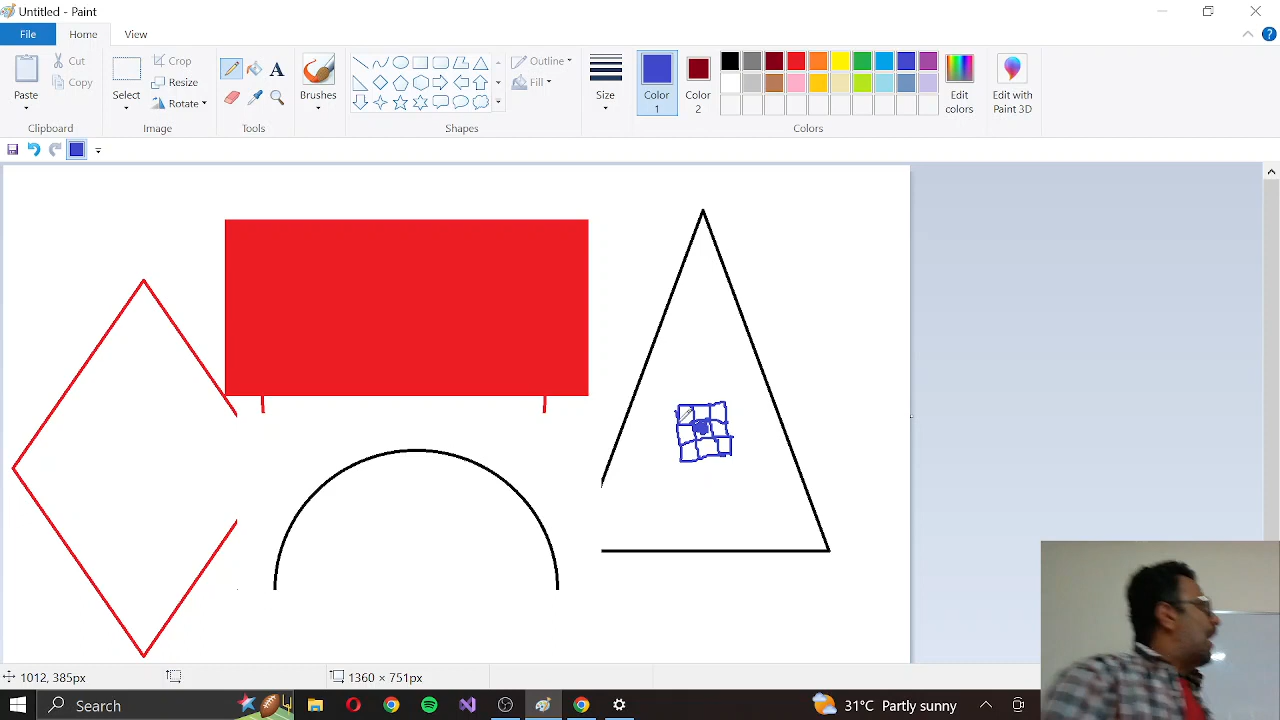 Untitled - Paint
File
Home
View
Paste
Cut
Copy
Clipboard
Select
Crop
Resize
Rotate
Image
Tools
Brushes
Shapes
Outline
Fill
Size
Color
1
Color
2
Edit
colors
Colors
Edit with
Paint 3D
1012, 385px
1360 × 751px
Search
31°C Partly sunny